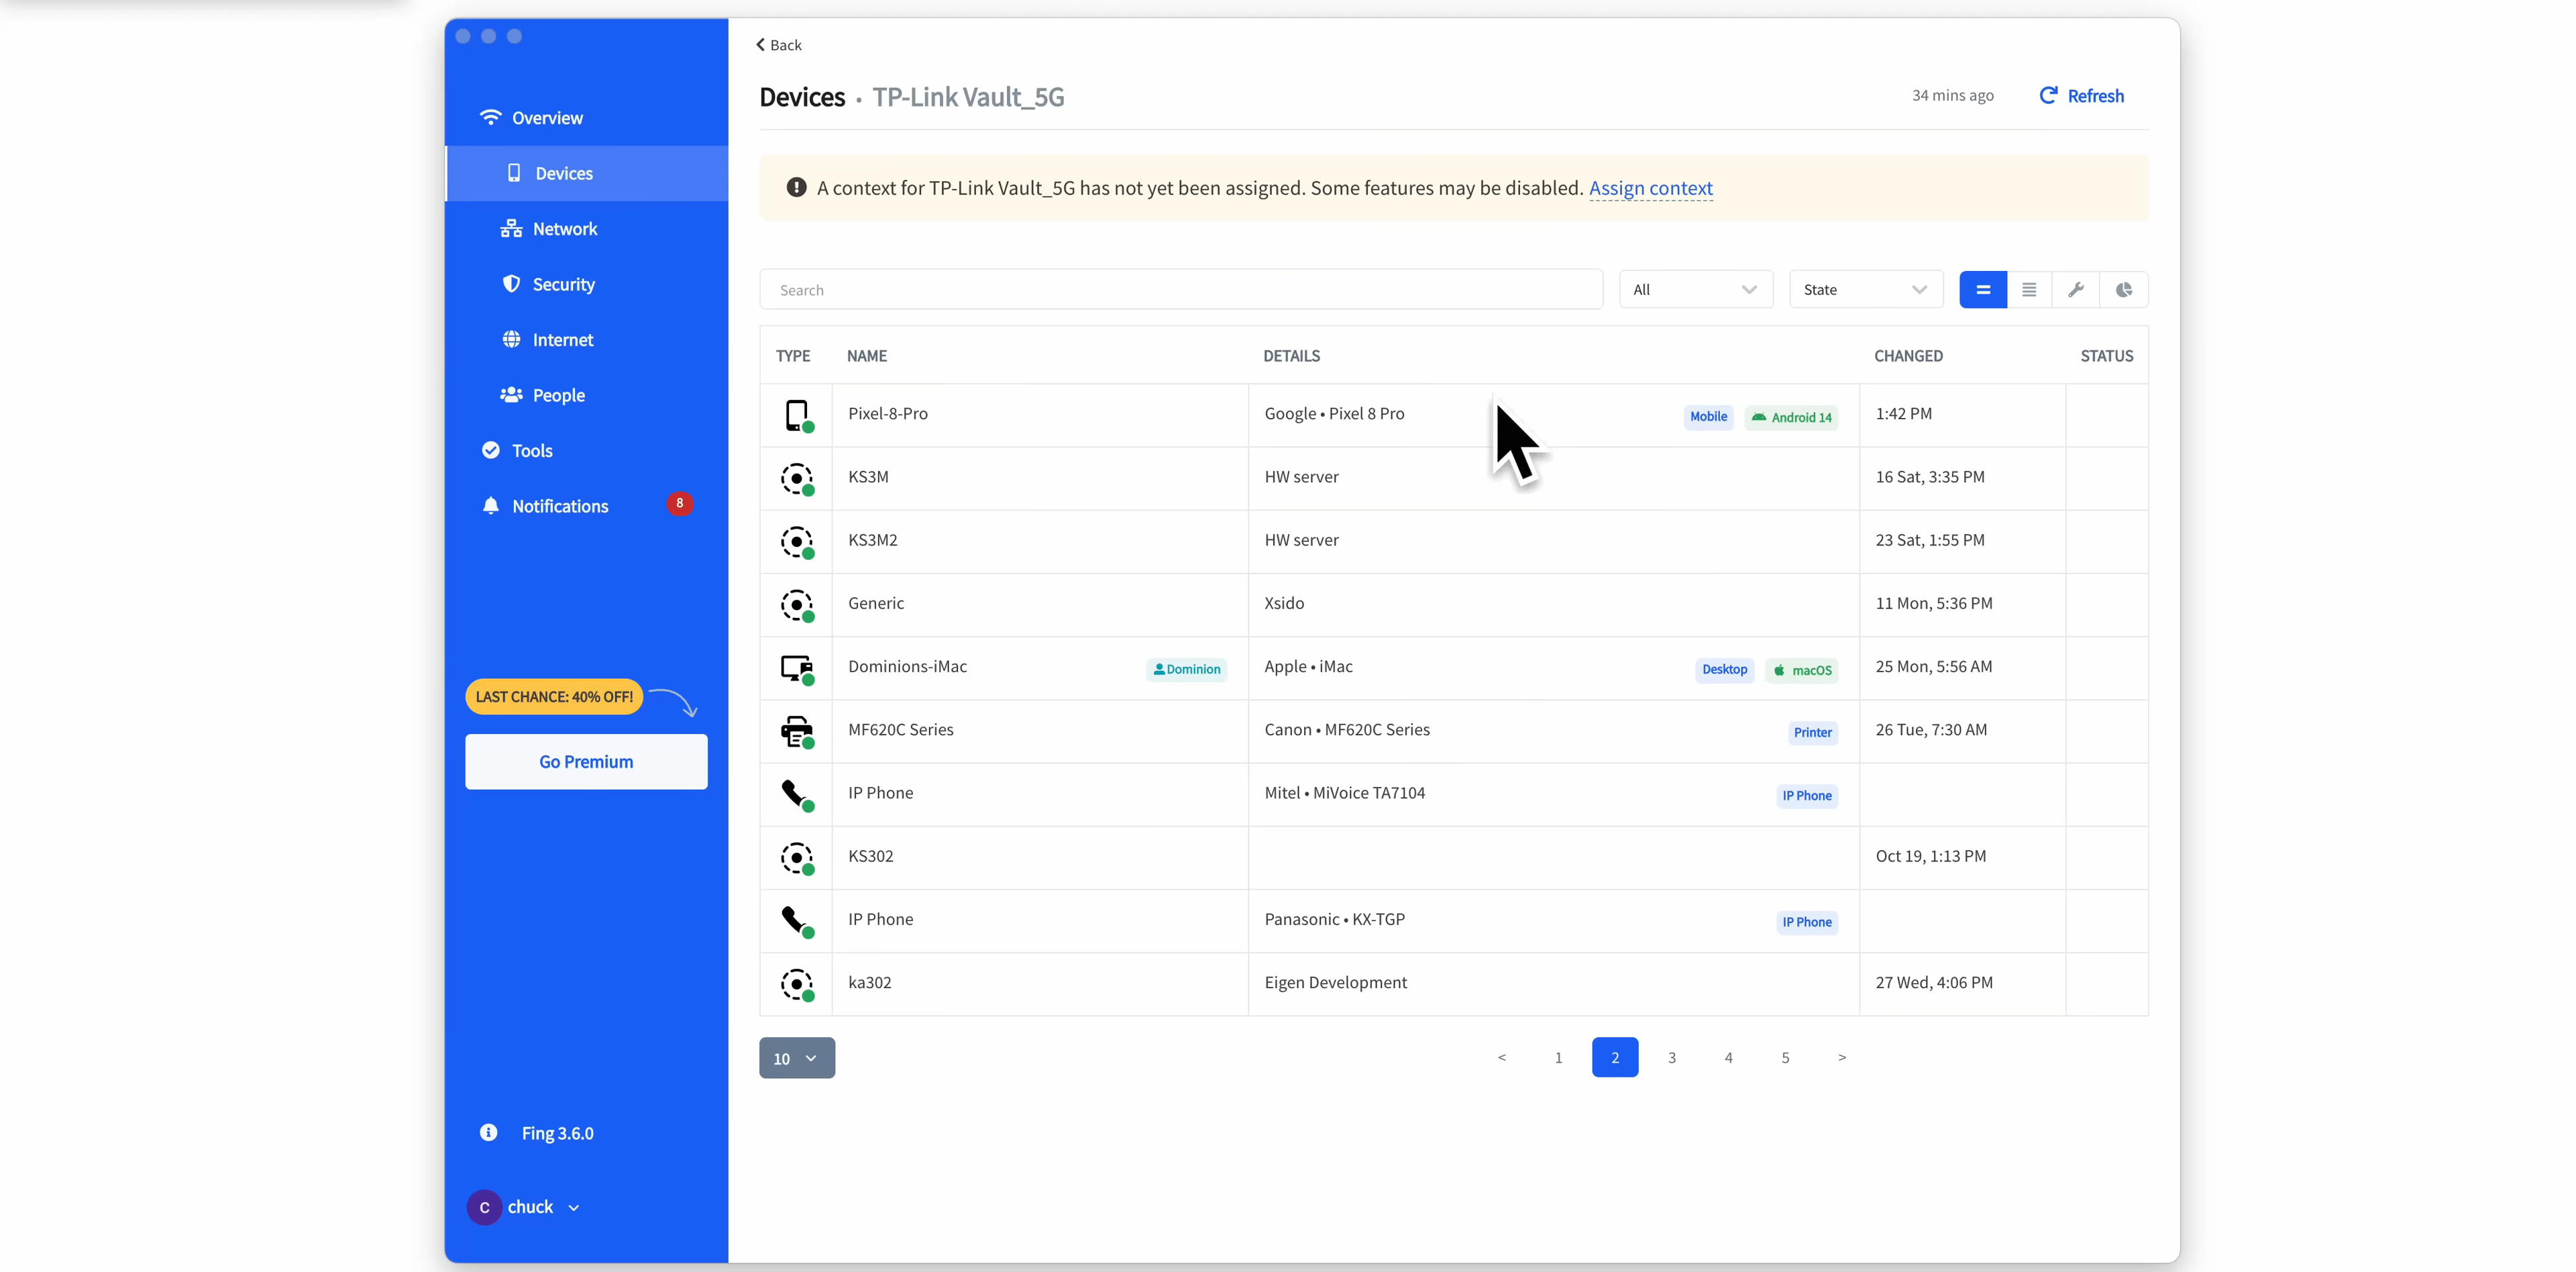 Back
Devices • TP-Link Vault_5G
34 mins ago
Refresh
Overview
Devices
Network
Security
Internet
People
Tools
Notifications
8
LAST CHANCE: 40% OFF!
Go Premium
Fing 3.6.0
C
chuck
A context for TP-Link Vault_5G has not yet been assigned. Some features may be disabled. Assign context
Search
All
State
TYPE NAME DETAILS CHANGED STATUS
Pixel-8-Pro Google • Pixel 8 Pro Mobile Android 14 1:42 PM
KS3M HW server 16 Sat, 3:35 PM
KS3M2 HW server 23 Sat, 1:55 PM
Generic Xsido 11 Mon, 5:36 PM
Dominions-iMac Dominion Apple • iMac Desktop macOS 25 Mon, 5:56 AM
MF620C Series Canon • MF620C Series Printer 26 Tue, 7:30 AM
IP Phone Mitel • MiVoice TA7104 IP Phone
KS302 Oct 19, 1:13 PM
IP Phone Panasonic • KX-TGP IP Phone
ka302 Eigen Development 27 Wed, 4:06 PM
10
< 1 2 3 4 5 >